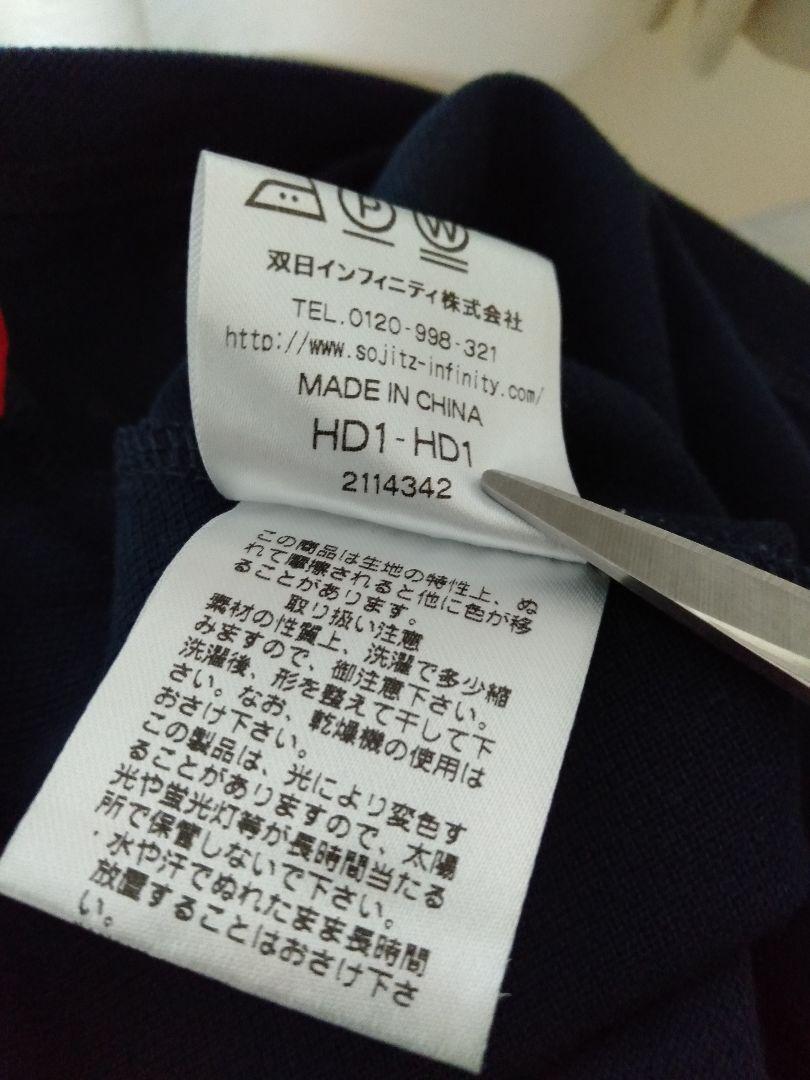 P W
双日インフィニティ株式会社
TEL.0120-998-321
http://www.sojitz-infinity.com/
MADE IN CHINA
HD1-HD1
2114342
この商品は生地の特性上、ぬ
れて摩擦されると他に色が移
ることがあります。
取り扱い注意
素材の性質上、洗濯で多少縮
みますので、御注意下さい。
洗濯後、形を整えて干して下
さい。なお、乾燥機の使用は
おさけ下さい。
この製品は、光により変色す
ることがありますので、太陽
光や蛍光灯等が長時間当たる
所で保管しないで下さい。
・水や汗でぬれたまま長時間
放置することはおさけ下さ
い。